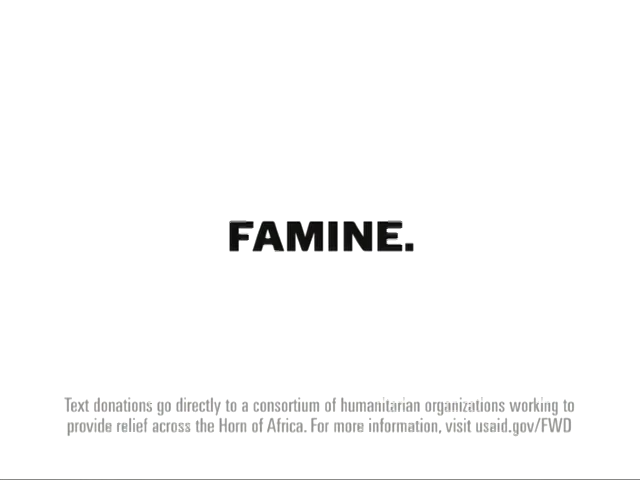 FAMINE.
Text donations go directly to a consortium of humanitarian organizations working to
provide relief across the Horn of Africa. For more information, visit usaid.gov/FWD